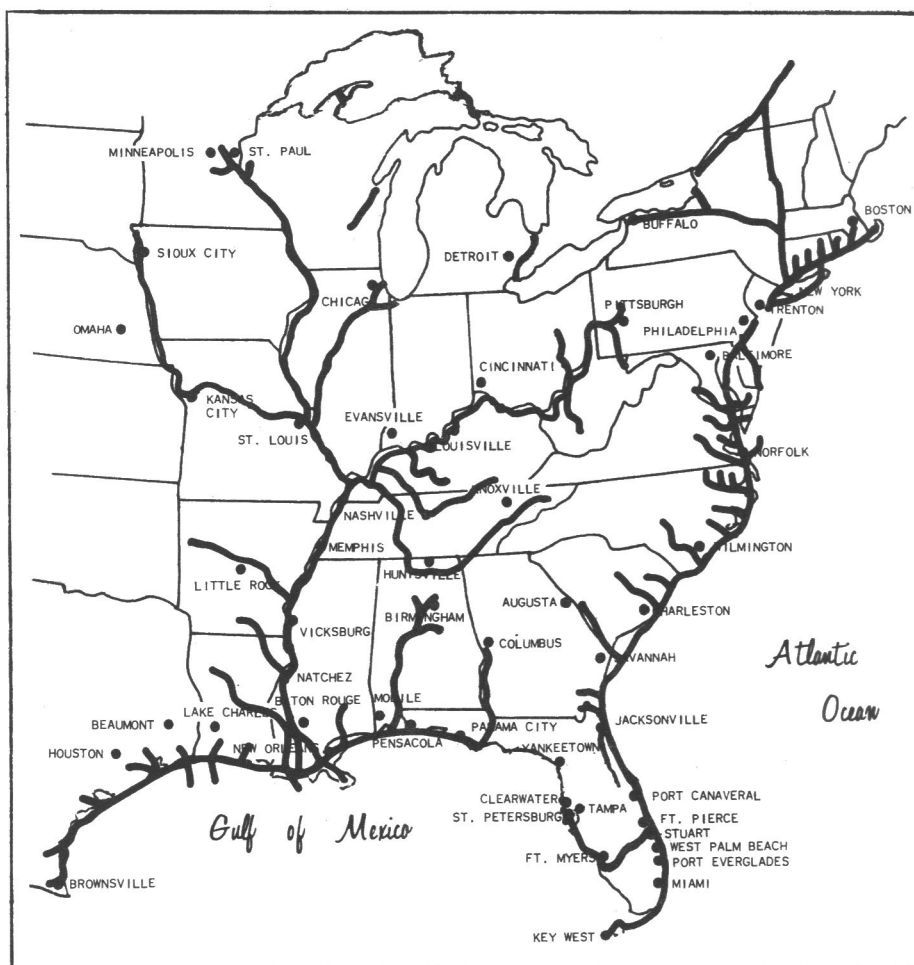 MINNEAPOLIS
ST. PAUL
BOSTON
BUFFALO
SIOUX CITY
DETROIT
CHICAG
NEW YORK
PITTSBURGH
TRENTON
OMAHA
PHILADELPHIA
BALTIMORE
CINCINNATI
KANSAS
CITY
EVANSVILLE
ST. LOUIS
LOUISVILLE
NORFOLK
KNOXVILLE
NASHVILLE
MEMPHIS
WILMINGTON
HUNTSVILLE
LITTLE ROCK
AUGUSTA
CHARLESTON
BIRMINGHAM
VICKSBURG
COLUMBUS
Atlantic
Ocean
SAVANNAH
NATCHEZ
BATON ROUGE
MOBILE
LAKE CHARLES
BEAUMONT
JACKSONVILLE
PANAMA CITY
PENSACOLA
HOUSTON
NEW ORLEANS
YANKEETOWN
CLEARWATER
TAMPA
PORT CANAVERAL
ST. PETERSBURG
FT. PIERCE
Gulf of Mexico
STUART
WEST PALM BEACH
FT. MYERS
PORT EVERGLADES
BROWNSVILLE
MIAMI
KEY WEST